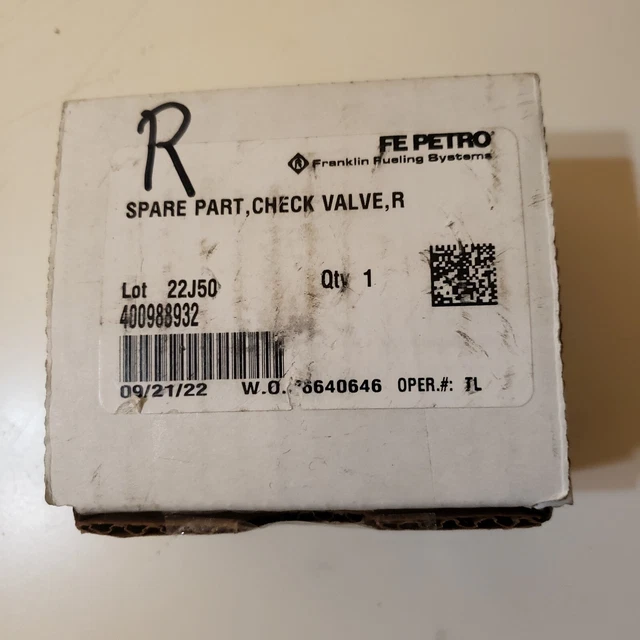 R
FE PETRO
Franklin Fueling Systems
SPARE PART,CHECK VALVE,R
Lot 22J50 Qty 1
400988932
09/21/22 W.O. 8640646 OPER.#: TL